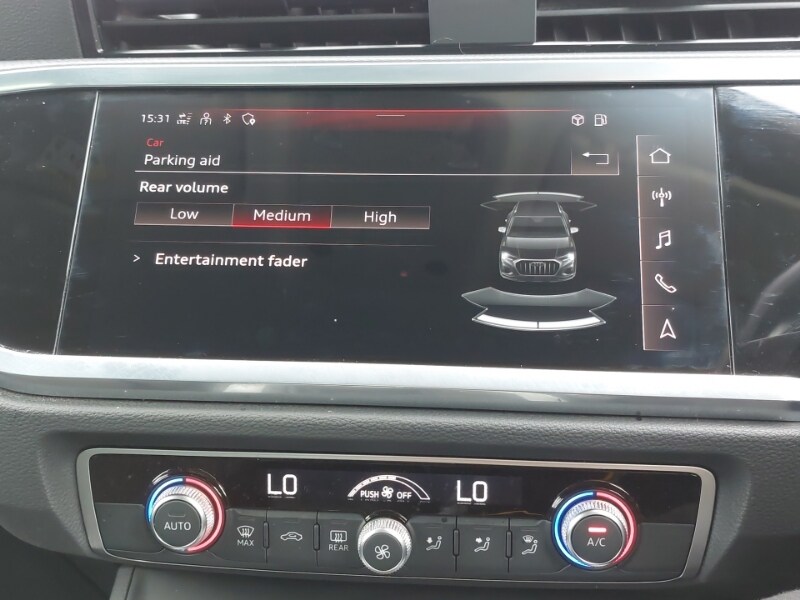 15:31 LTE
Car
Parking aid
Rear volume
Low Medium High
> Entertainment fader
LO PUSH OFF LO
AUTO MAX REAR A/C